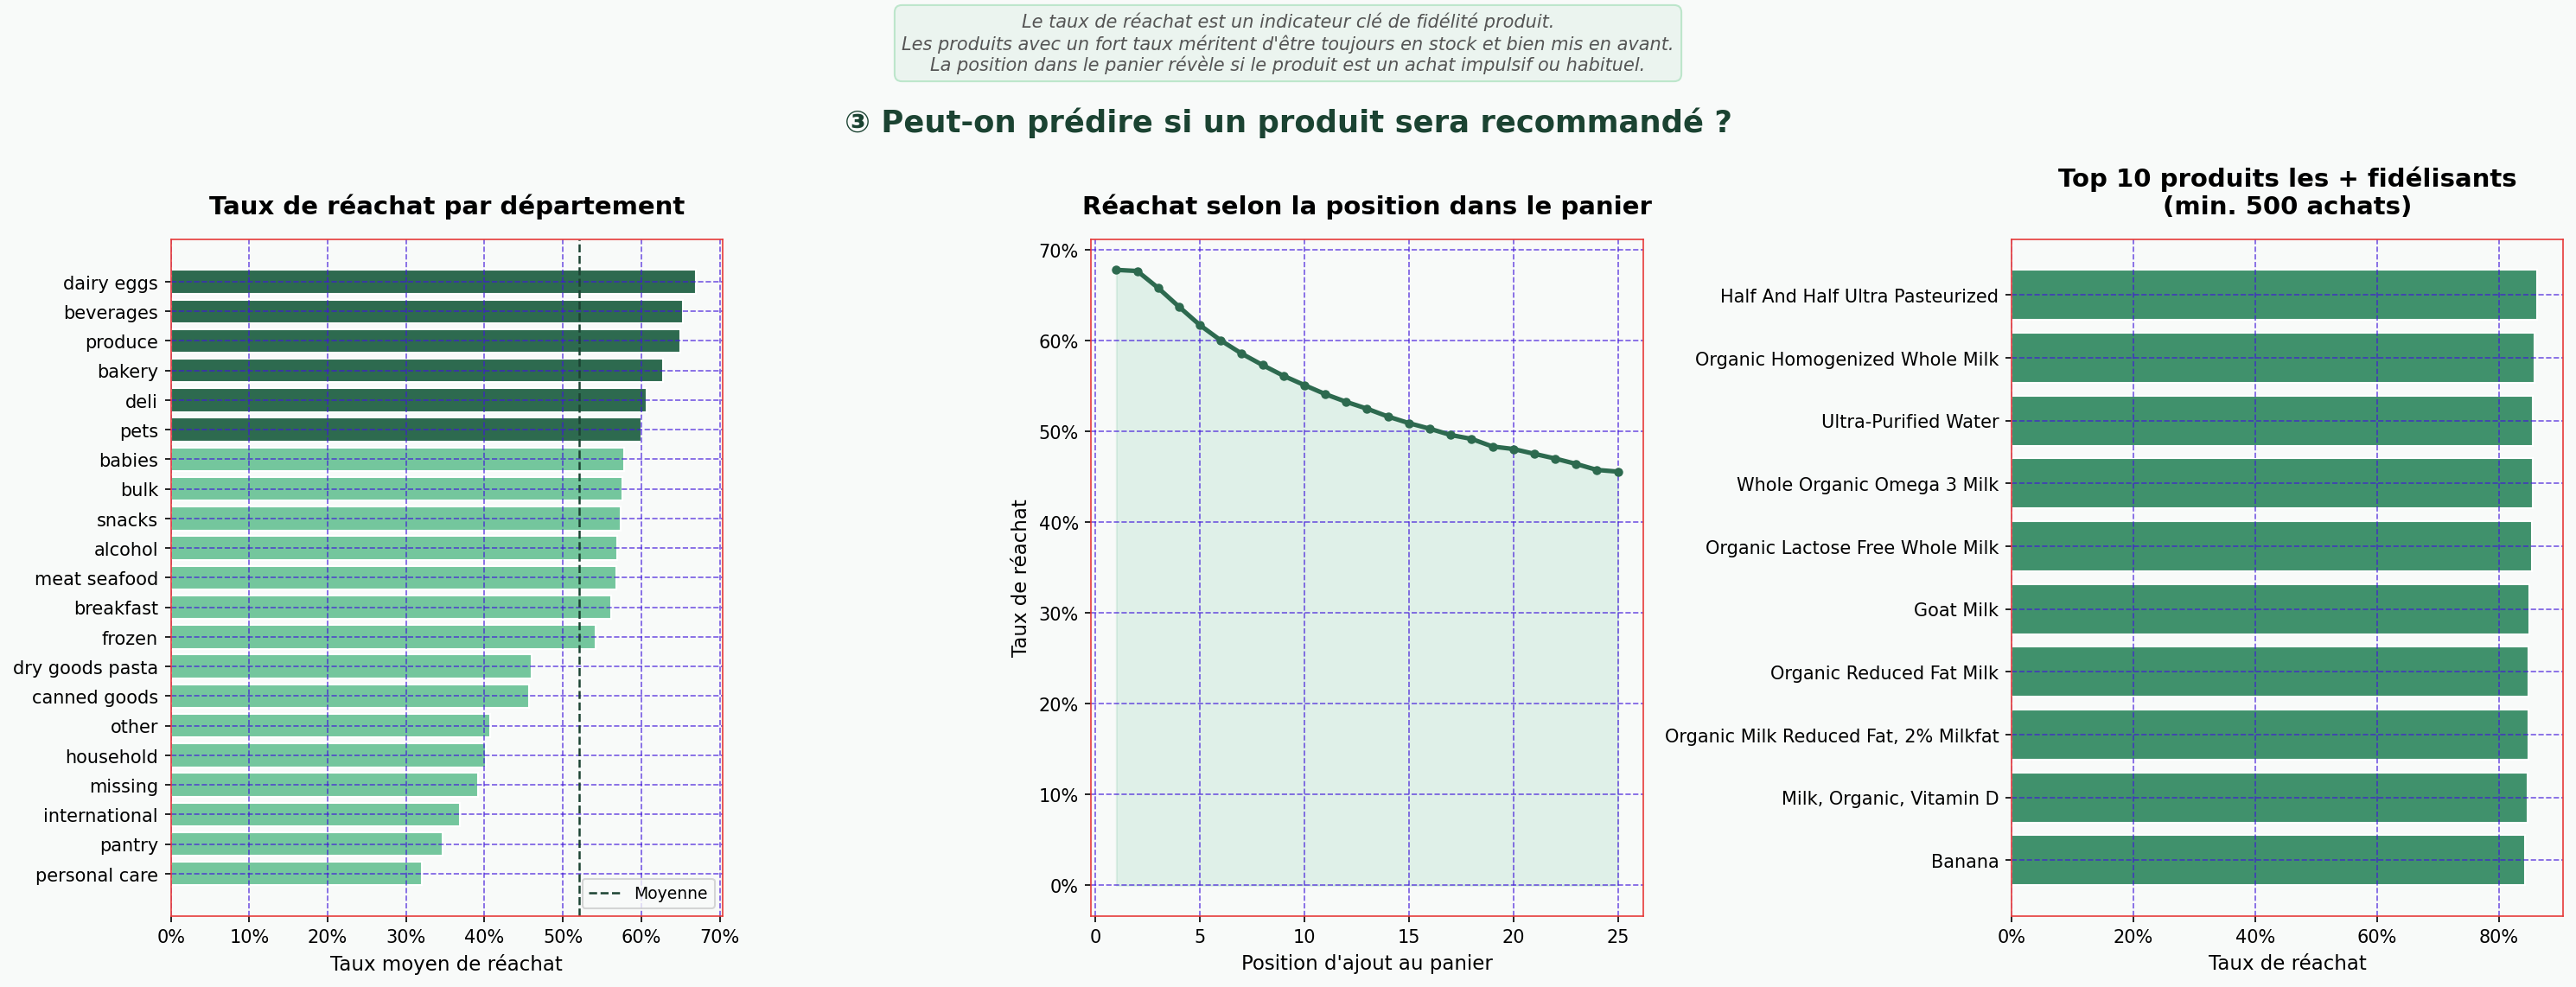 Le taux de réachat est un indicateur clé de fidélité produit.
Les produits avec un fort taux méritent d'être toujours en stock et bien mis en avant.
La position dans le panier révèle si le produit est un achat impulsif ou habituel.
③ Peut-on prédire si un produit sera recommandé ?
Taux de réachat par département
dairy eggs
beverages
produce
bakery
deli
pets
babies
bulk
snacks
alcohol
meat seafood
breakfast
frozen
dry goods pasta
canned goods
other
household
missing
international
pantry
personal care
Moyenne
0% 10% 20% 30% 40% 50% 60% 70%
Taux moyen de réachat
Réachat selon la position dans le panier
Taux de réachat
70%
60%
50%
40%
30%
20%
10%
0%
0 5 10 15 20 25
Position d'ajout au panier
Top 10 produits les + fidélisants
(min. 500 achats)
Half And Half Ultra Pasteurized
Organic Homogenized Whole Milk
Ultra-Purified Water
Whole Organic Omega 3 Milk
Organic Lactose Free Whole Milk
Goat Milk
Organic Reduced Fat Milk
Organic Milk Reduced Fat, 2% Milkfat
Milk, Organic, Vitamin D
Banana
0% 20% 40% 60% 80%
Taux de réachat